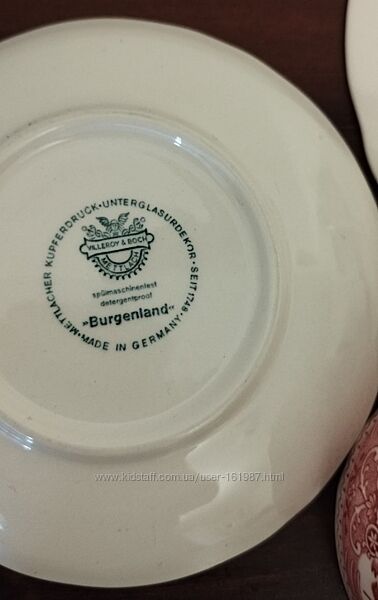 METTLACHER KUPFERDRUCK·UNTERGLASURDEKOR·SEIT 1748·
VILLEROY & BOCH
METTLACH
spülmaschinenfest
detergentproof
»Burgenland«
MADE IN GERMANY·
www.kidstaff.com.ua/user-161987.html